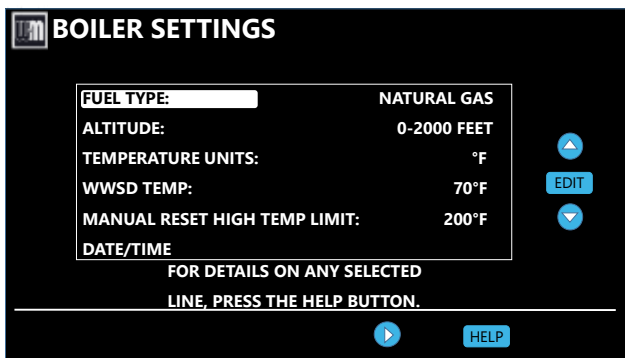 BOILER SETTINGS
FUEL TYPE: NATURAL GAS
ALTITUDE: 0-2000 FEET
TEMPERATURE UNITS: °F
WWSD TEMP: 70°F
EDIT
MANUAL RESET HIGH TEMP LIMIT: 200°F
DATE/TIME
FOR DETAILS ON ANY SELECTED
LINE, PRESS THE HELP BUTTON.
HELP